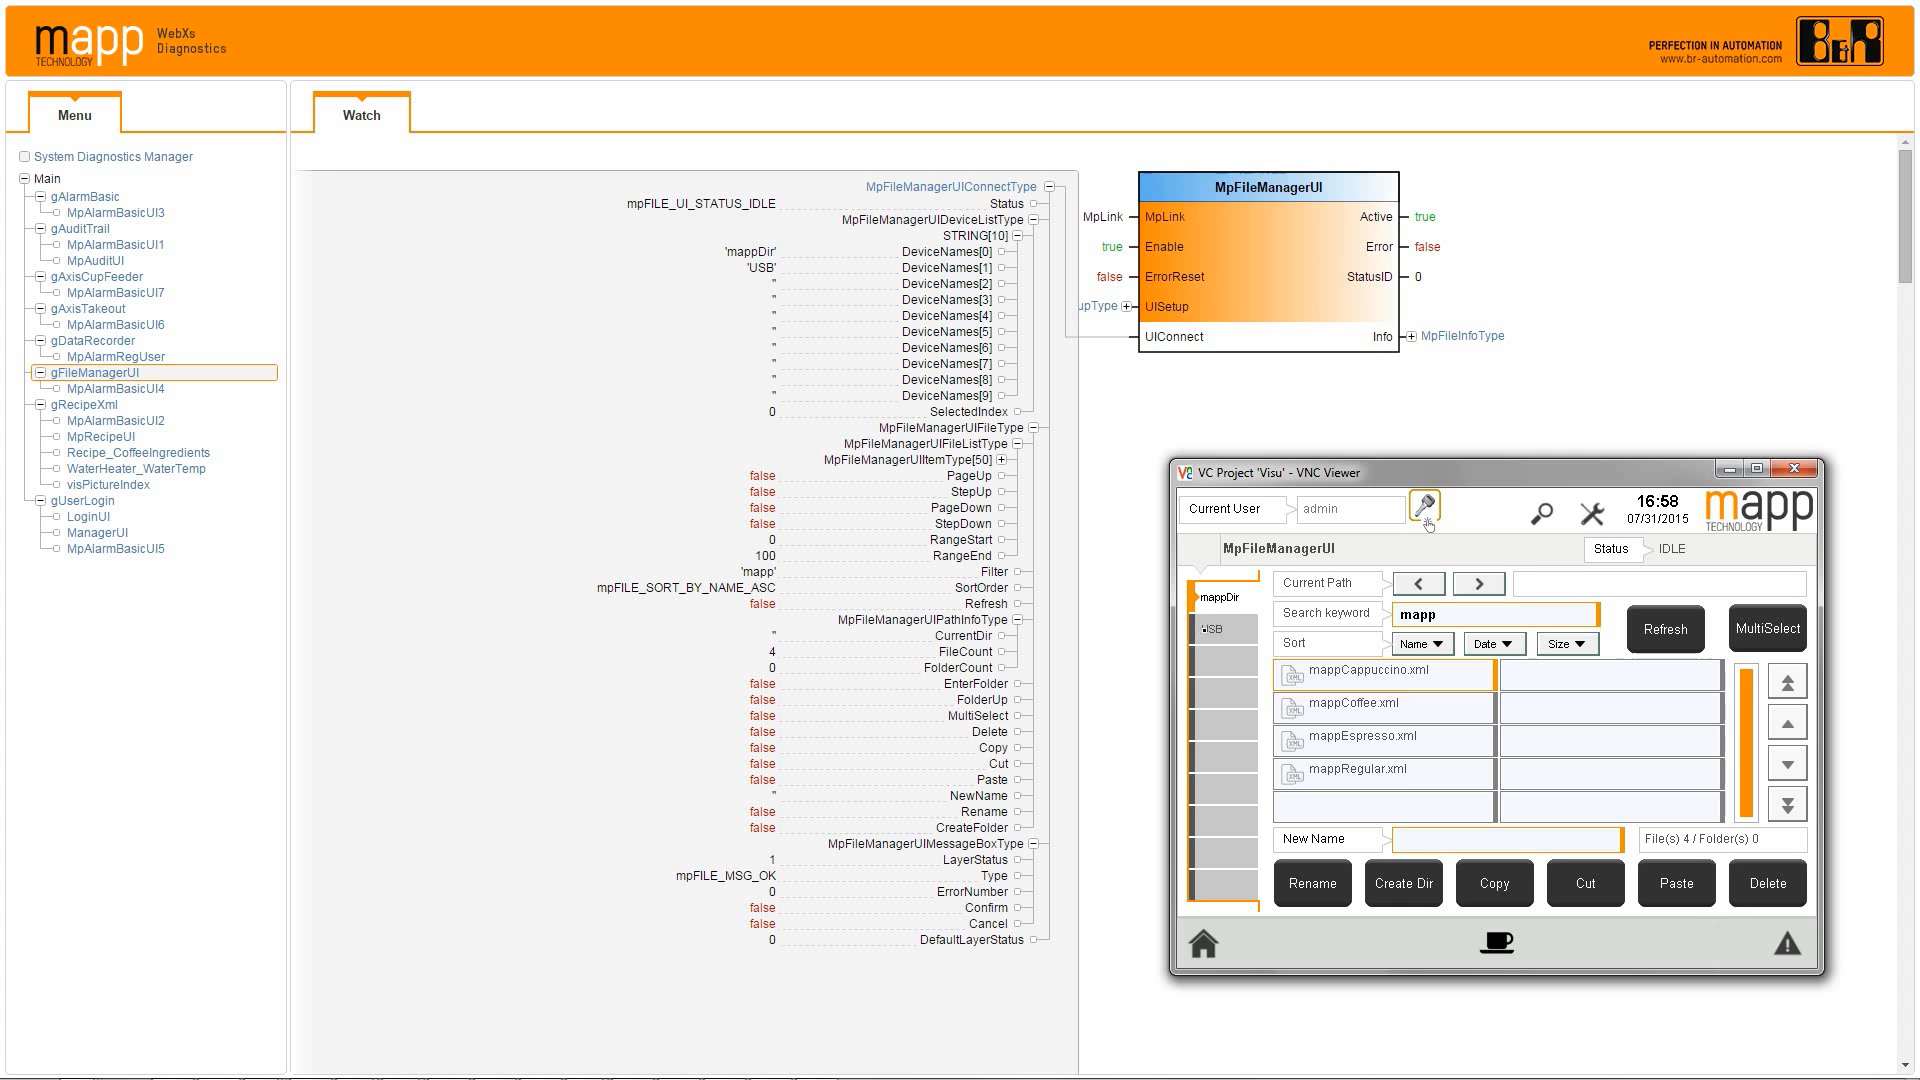 mapp
TECHNOLOGY
WebXs
Diagnostics
PERFECTION IN AUTOMATION
www.br-automation.com
B&R
Menu
Watch
System Diagnostics Manager
Main
gAlarmBasic
MpAlarmBasicUI3
gAuditTrail
MpAlarmBasicUI1
MpAuditUI
gAxisCupFeeder
MpAlarmBasicUI7
gAxisTakeout
MpAlarmBasicUI6
gDataRecorder
MpAlarmRegUser
gFileManagerUI
MpAlarmBasicUI4
gRecipeXml
MpAlarmBasicUI2
MpRecipeUI
Recipe_CoffeeIngredients
WaterHeater_WaterTemp
visPictureIndex
gUserLogin
LoginUI
ManagerUI
MpAlarmBasicUI5
MpFileManagerUIConnectType
mpFILE_UI_STATUS_IDLE Status
MpFileManagerUIDeviceListType
STRING[10]
'mappDir' DeviceNames[0]
'USB' DeviceNames[1]
'' DeviceNames[2]
'' DeviceNames[3]
'' DeviceNames[4]
'' DeviceNames[5]
'' DeviceNames[6]
'' DeviceNames[7]
'' DeviceNames[8]
'' DeviceNames[9]
0 SelectedIndex
MpFileManagerUIFileType
MpFileManagerUIFileListType
MpFileManagerUIItemType[50]
false PageUp
false StepUp
false PageDown
false StepDown
0 RangeStart
100 RangeEnd
'mapp' Filter
mpFILE_SORT_BY_NAME_ASC SortOrder
false Refresh
MpFileManagerUIPathInfoType
'' CurrentDir
4 FileCount
0 FolderCount
false EnterFolder
false FolderUp
false MultiSelect
false Delete
false Copy
false Cut
false Paste
'' NewName
false Rename
false CreateFolder
MpFileManagerUIMessageBoxType
1 LayerStatus
mpFILE_MSG_OK Type
0 ErrorNumber
false Confirm
false Cancel
0 DefaultLayerStatus
MpFileManagerUI
MpLink MpLink Active true
true Enable Error false
false ErrorReset StatusID 0
upType UISetup
UIConnect Info MpFileInfoType
VC Project 'Visu' - VNC Viewer
Current User admin
16:58
07/31/2015
mapp
TECHNOLOGY
MpFileManagerUI Status IDLE
mappDir
USB
Current Path < >
Search keyword mapp
Refresh MultiSelect
Sort Name Date Size
mappCappuccino.xml
mappCoffee.xml
mappEspresso.xml
mappRegular.xml
XML
XML
XML
XML
New Name File(s) 4 / Folder(s) 0
Rename Create Dir Copy Cut Paste Delete